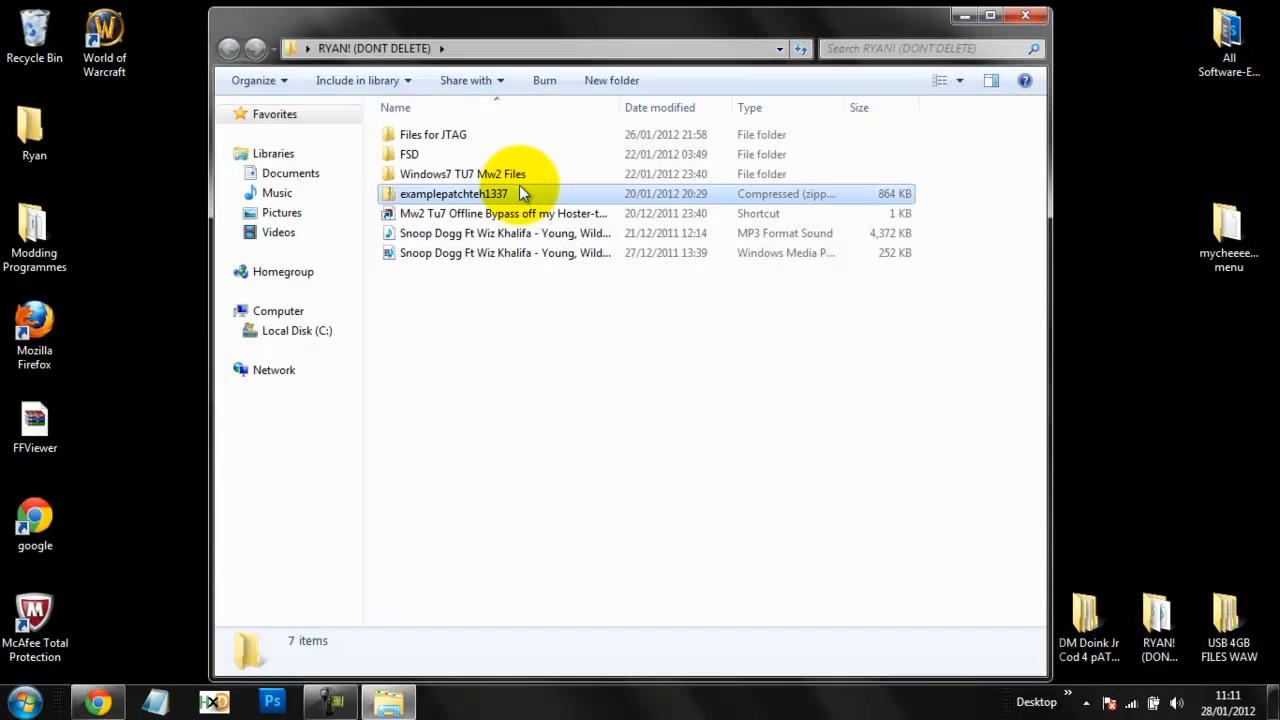 Recycle Bin
World of
Warcraft
Ryan
Modding
Programmes
Mozilla
Firefox
FFViewer
google
McAfee Total
Protection
RYAN! (DONT DELETE)
Search RYAN! (DONT DELETE)
Organize
Include in library
Share with
Burn
New folder
Favorites
Libraries
Documents
Music
Pictures
Videos
Homegroup
Computer
Local Disk (C:)
Network
Name Date modified Type Size
Files for JTAG 26/01/2012 21:58 File folder
FSD 22/01/2012 03:49 File folder
Windows7 TU7 Mw2 Files 22/01/2012 23:40 File folder
examplepatchteh1337 20/01/2012 20:29 Compressed (zipp... 864 KB
Mw2 Tu7 Offline Bypass off my Hoster-t... 20/12/2011 23:40 Shortcut 1 KB
Snoop Dogg Ft Wiz Khalifa - Young, Wild... 21/12/2011 12:14 MP3 Format Sound 4,372 KB
Snoop Dogg Ft Wiz Khalifa - Young, Wild... 27/12/2011 13:39 Windows Media P... 252 KB
7 items
All
Software-E...
mycheeee...
menu
DM Doink Jr
Cod 4 pAT...
RYAN!
(DON...
USB 4GB
FILES WAW
Ps
HXD
Desktop
11:11
28/01/2012